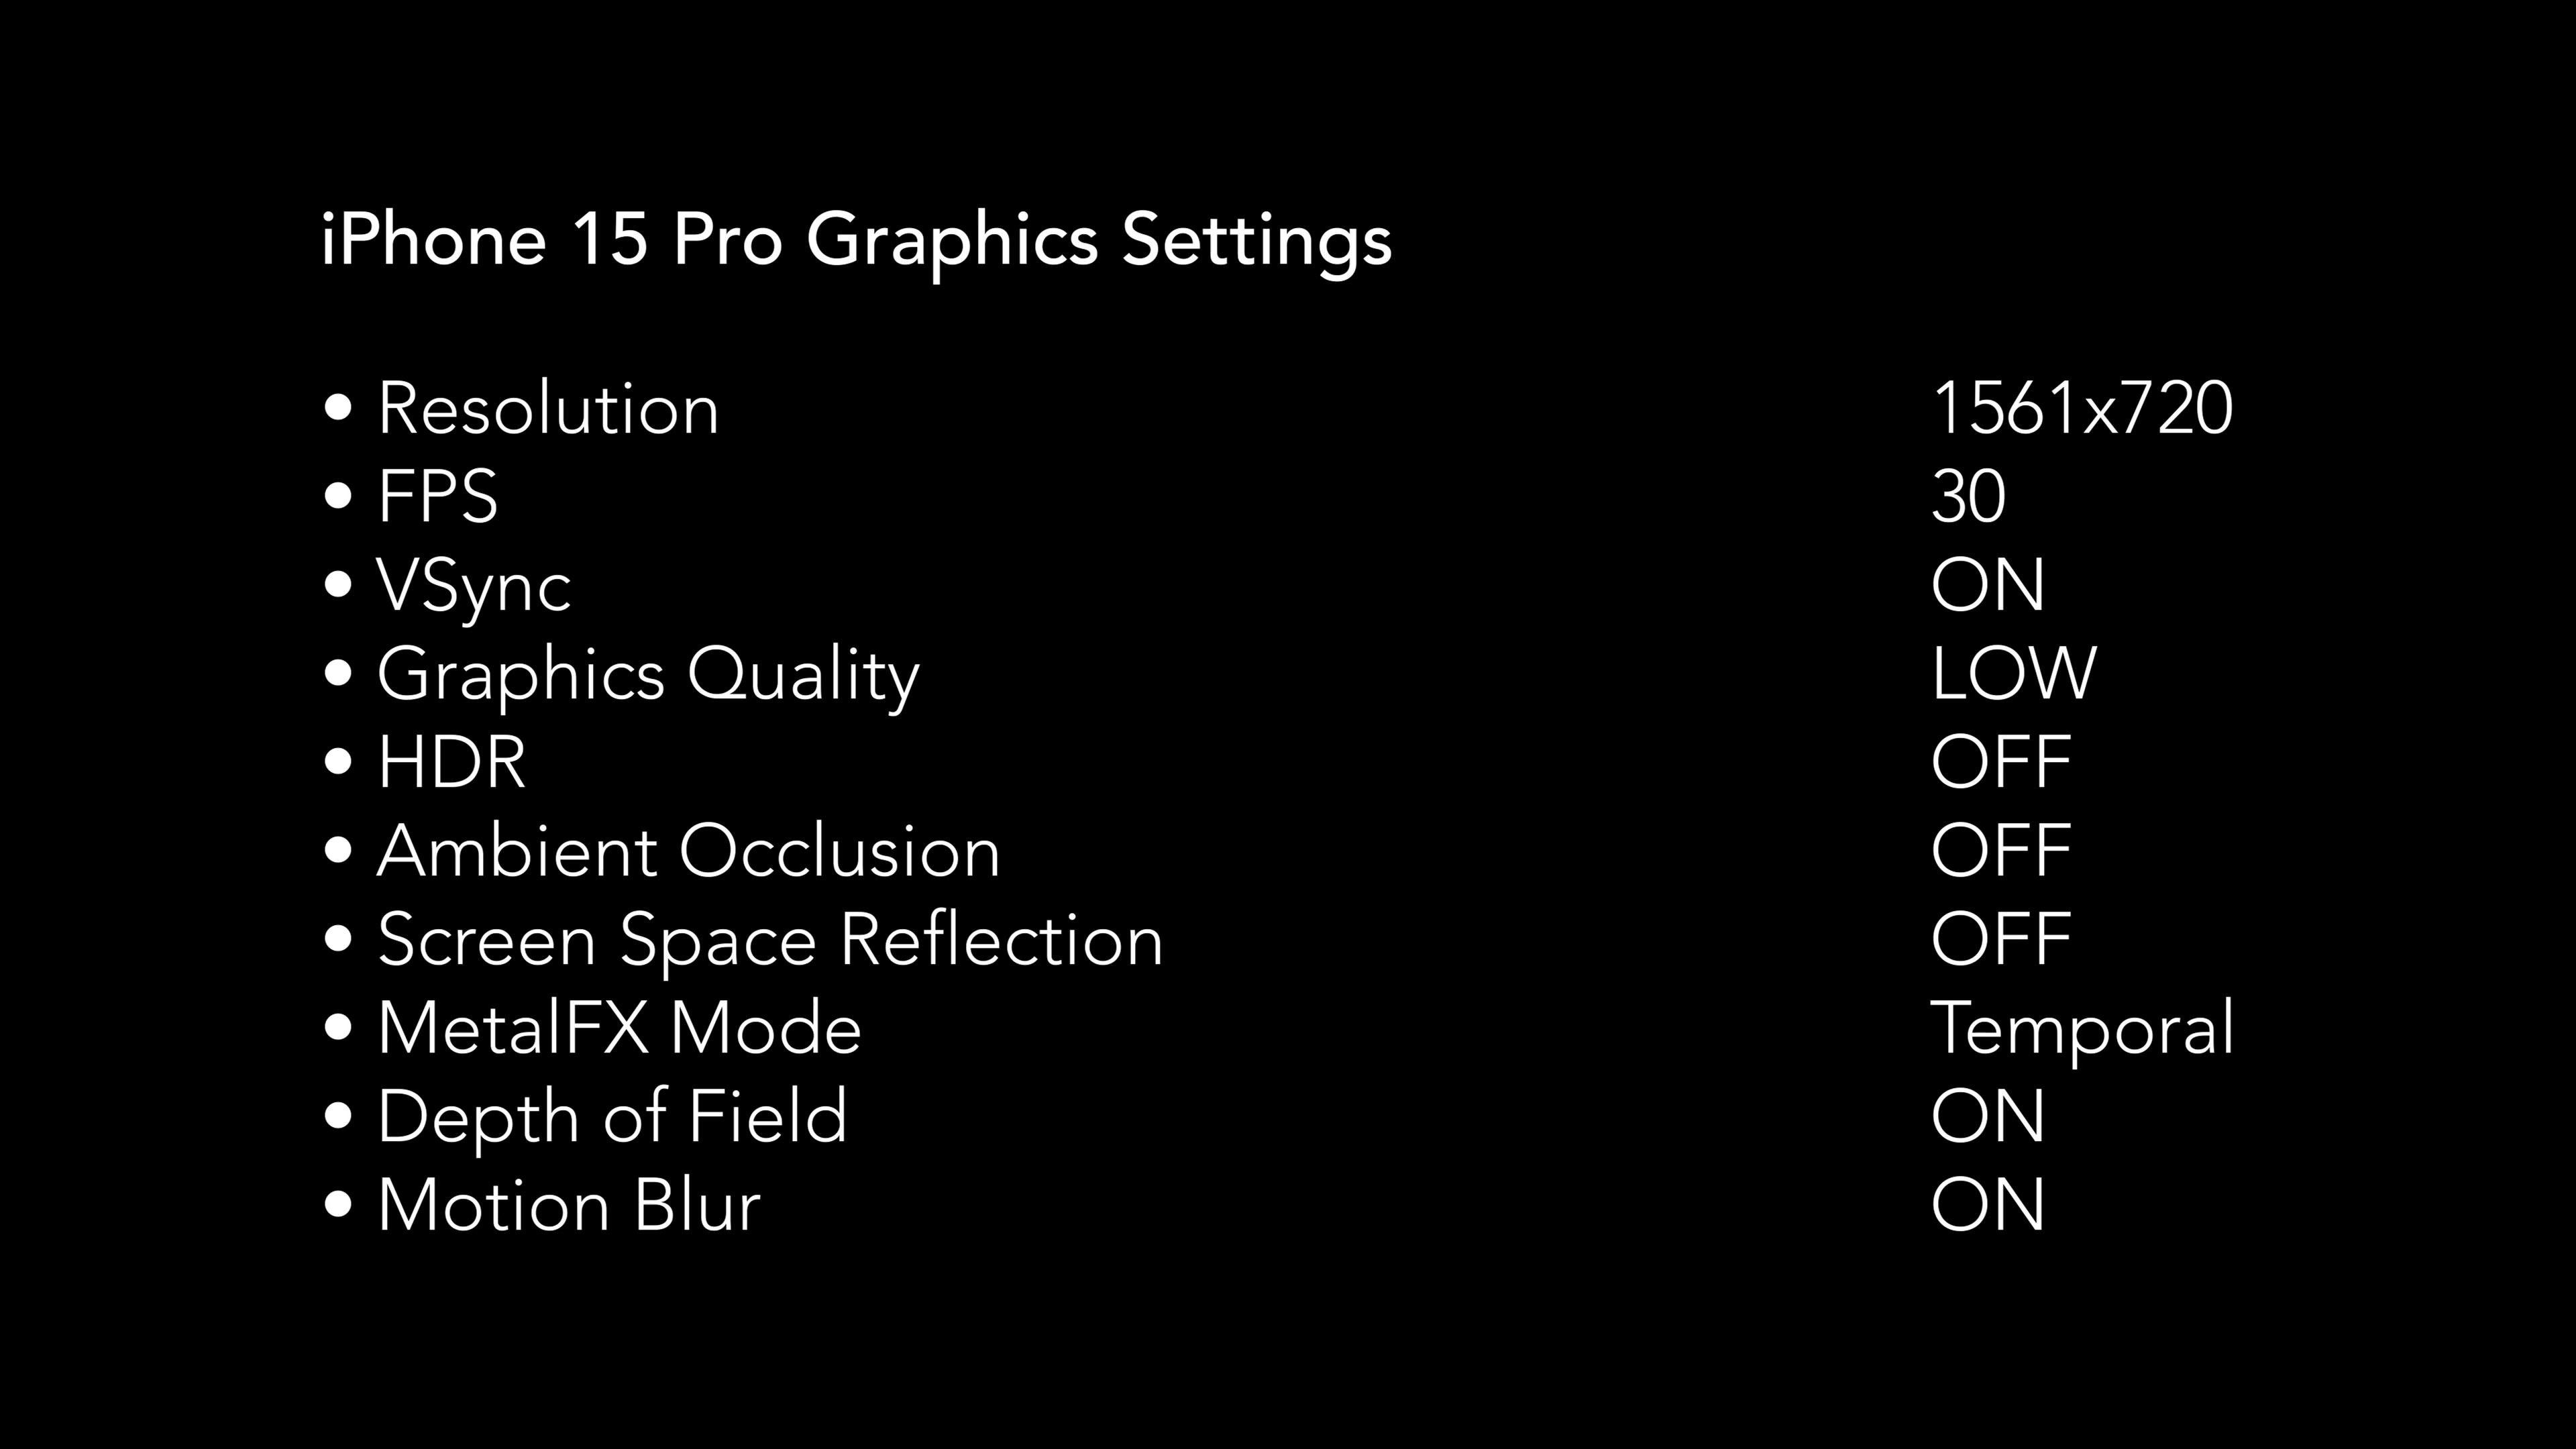 iPhone 15 Pro Graphics Settings
• Resolution 1561x720
• FPS 30
• VSync ON
• Graphics Quality LOW
• HDR OFF
• Ambient Occlusion OFF
• Screen Space Reflection OFF
• MetalFX Mode Temporal
• Depth of Field ON
• Motion Blur ON